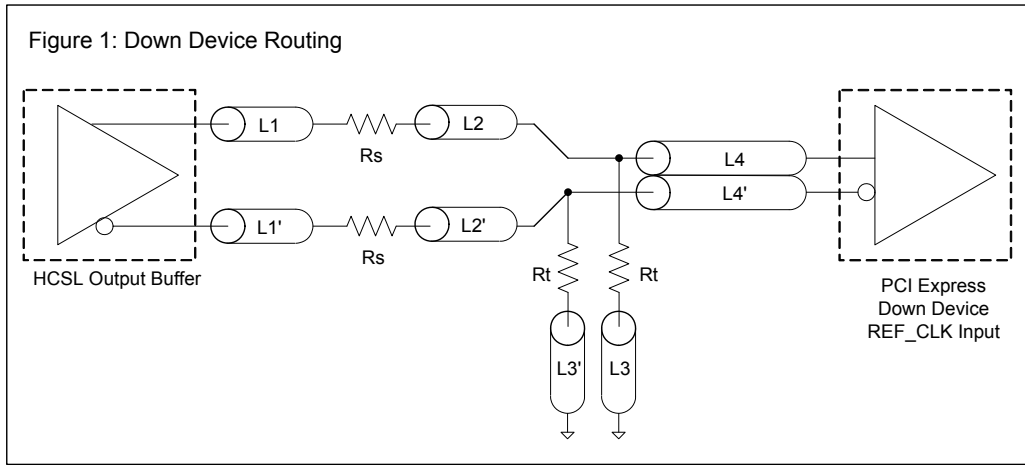 Figure 1: Down Device Routing
L1
Rs
L2
L4
L4'
L1'
Rs
L2'
HCSL Output Buffer
Rt
Rt
L3'
L3
PCI Express
Down Device
REF_CLK Input